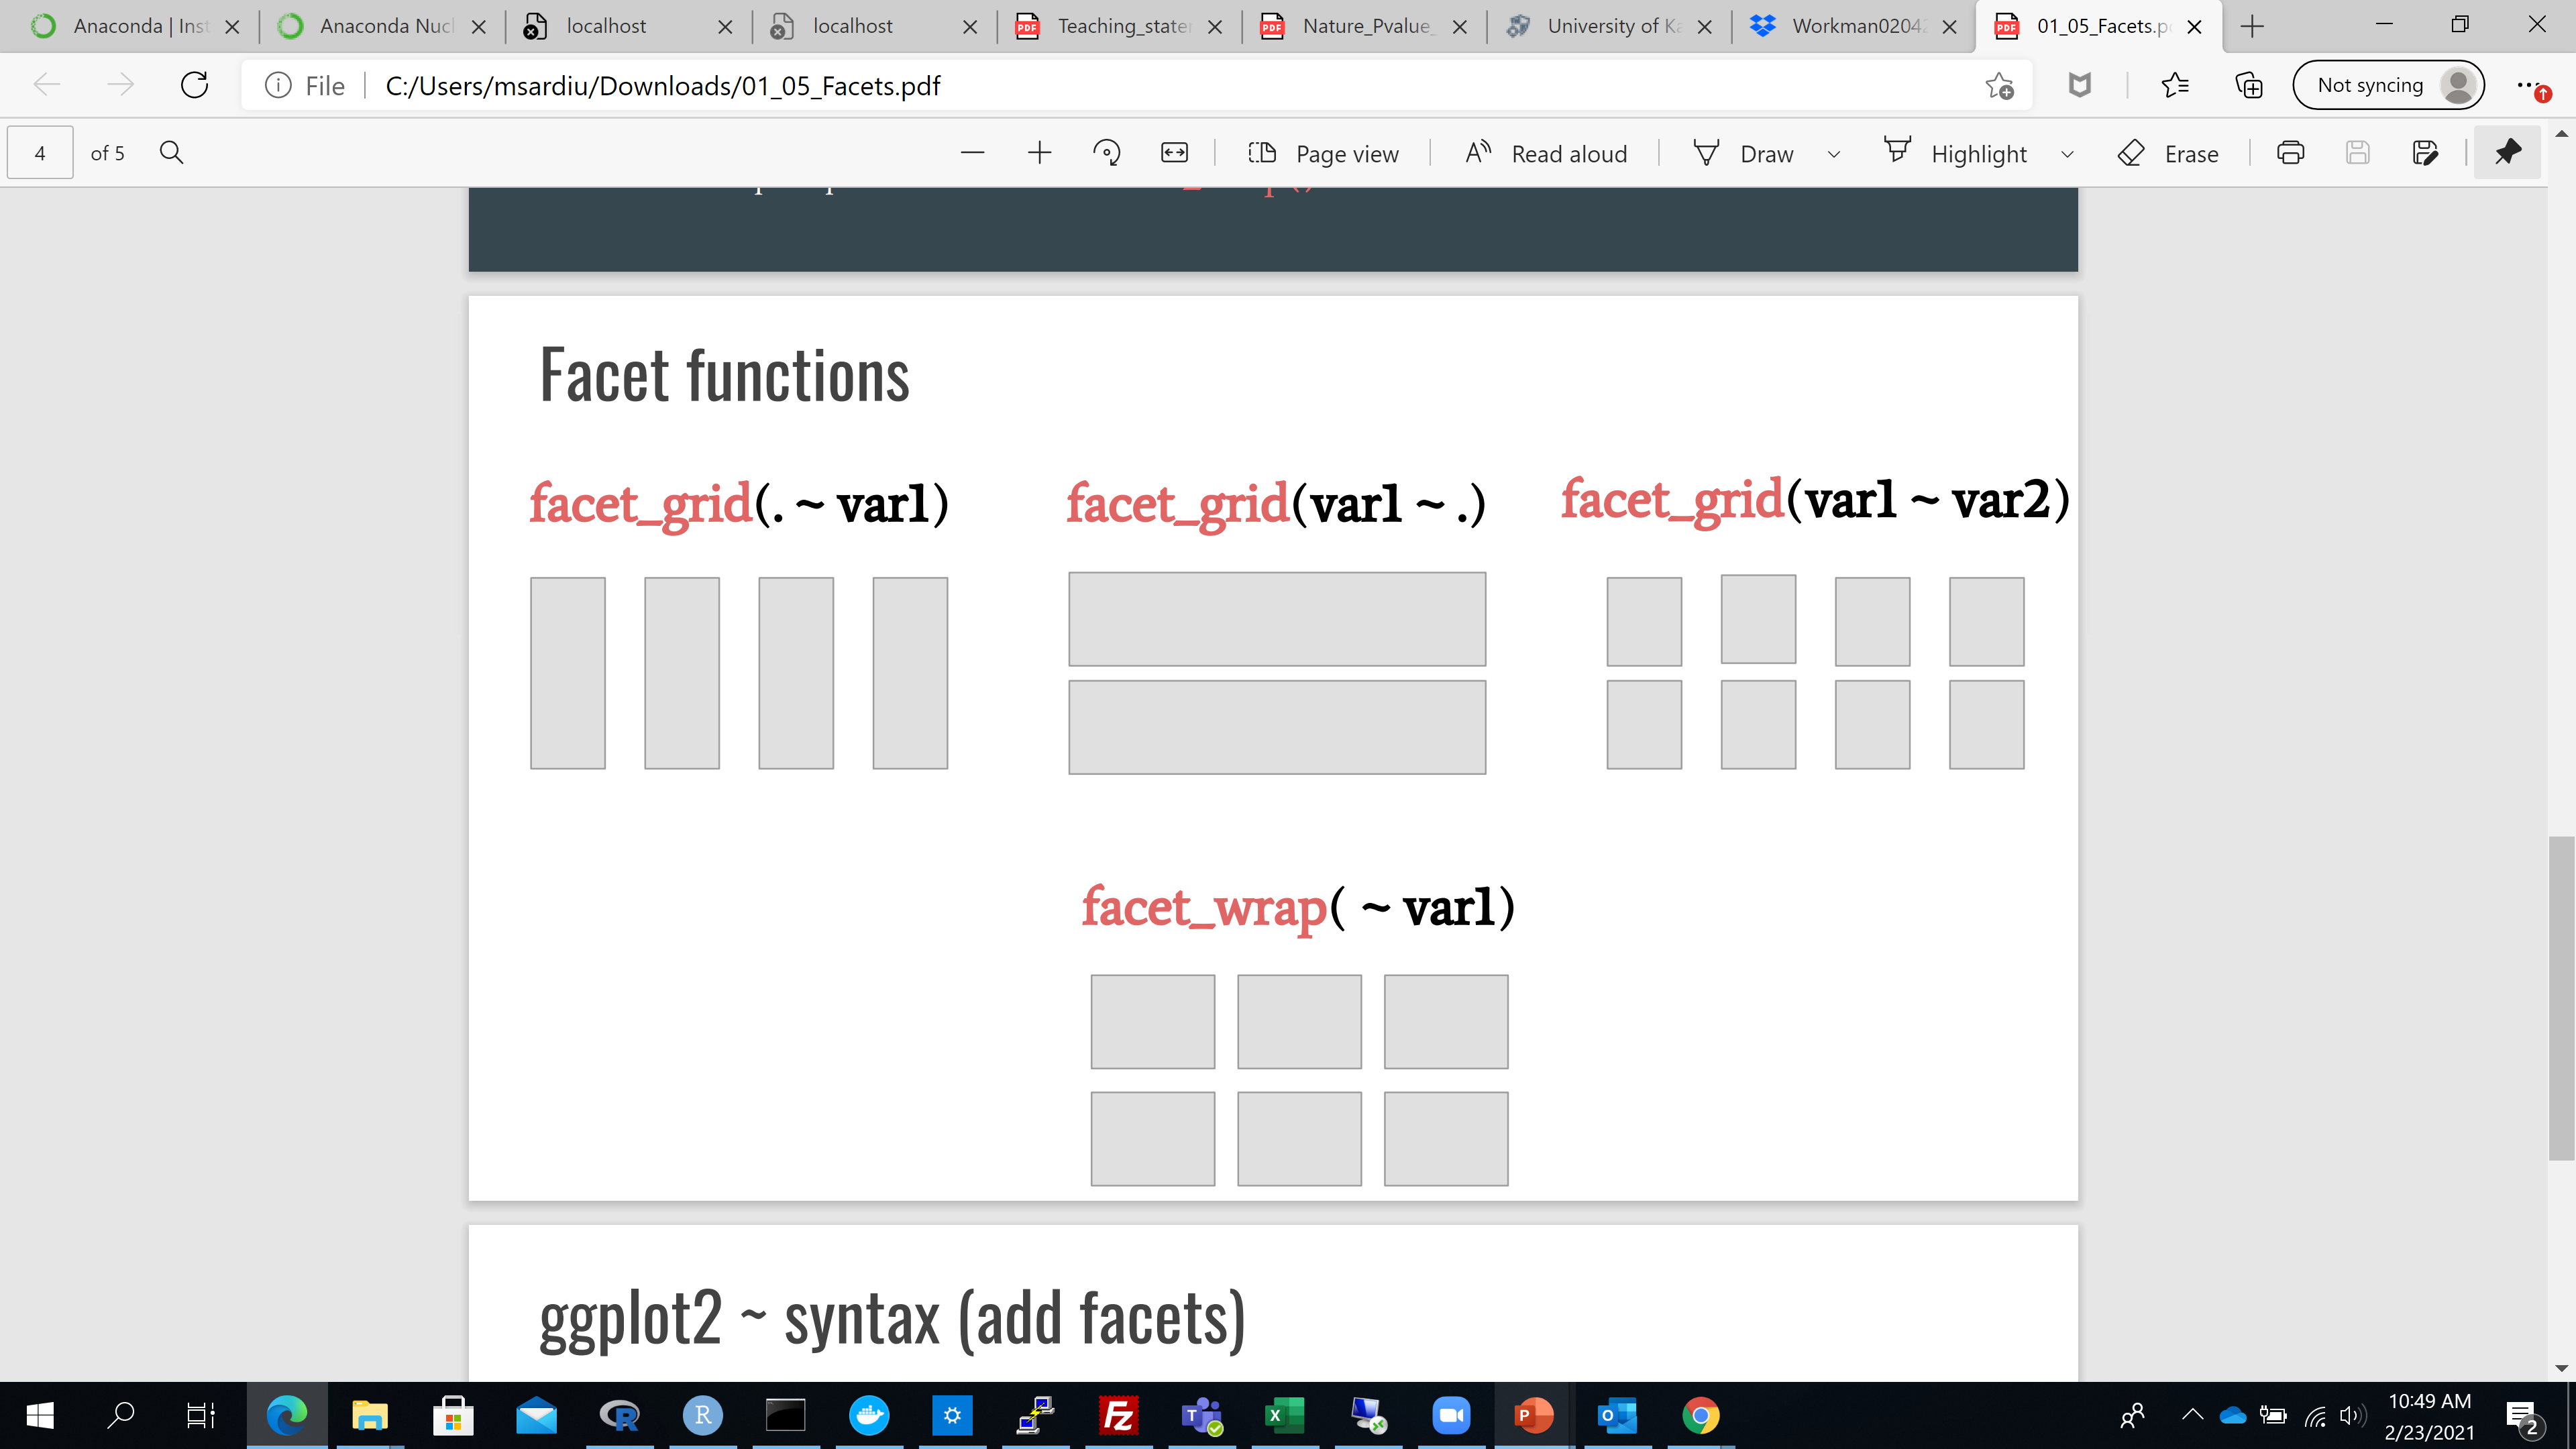 Anaconda | Inst
Anaconda Nucl
localhost
localhost
Teaching_state
Nature_Pvalue_
University of Ka
Workman0204
01_05_Facets.p
File
C:/Users/msardiu/Downloads/01_05_Facets.pdf
Not syncing
4 of 5
Page view
Read aloud
Draw
Highlight
Erase
Facet functions
facet_grid(. ~ var1)
facet_grid(var1 ~ .)
facet_grid(var1 ~ var2)
facet_wrap( ~ var1)
ggplot2 ~ syntax (add facets)
10:49 AM
2/23/2021
2